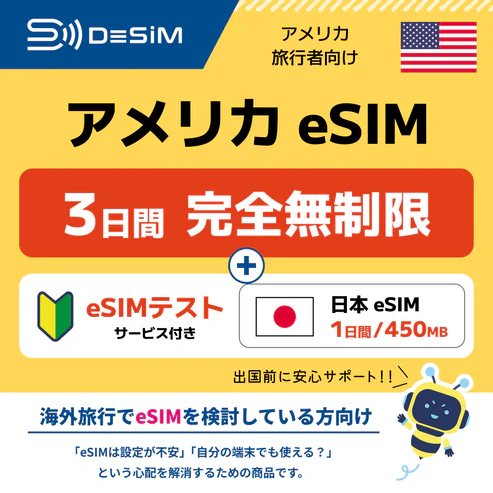 DeSiM
アメリカ
旅行者向け
アメリカ eSIM
3日間 完全無制限
+
eSIMテスト
サービス付き
日本 eSIM
1日間/450MB
出国前に安心サポート!!
海外旅行でeSIMを検討している方向け
「eSIMは設定が不安」「自分の端末でも使える?」
という心配を解消するための商品です。